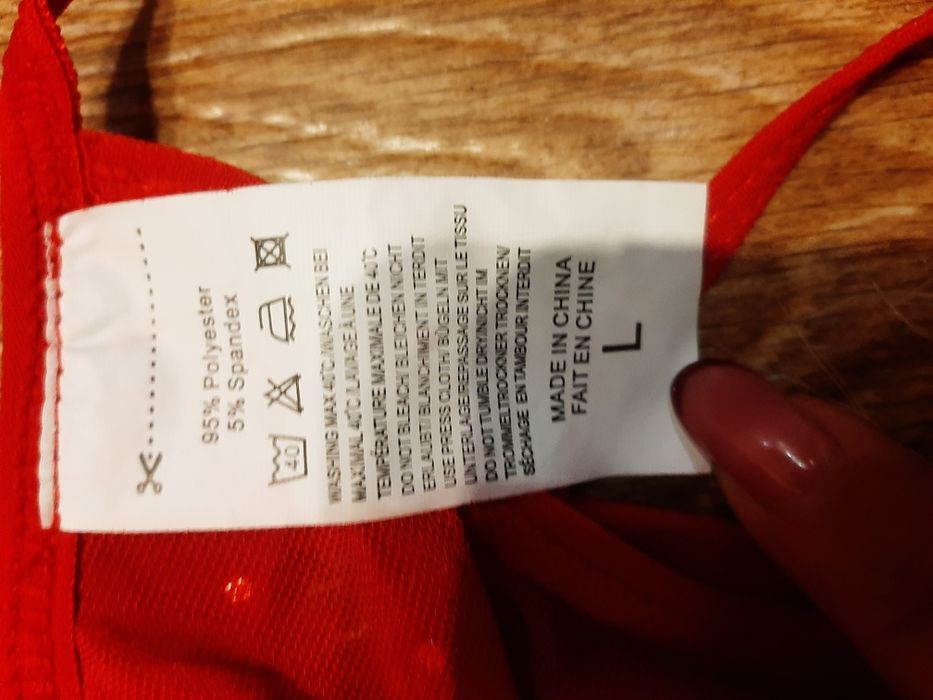 95% Polyester
5% Spandex
40
WASHING MAX 40°C/WASCHEN BEI
MAXIMAL 40°C/LAVAGE ÀUNE
TEMPÉRATURE MAXIMALE DE 40°C
DO NOT BLEACH/BLEICHEN NICHT
ERLAUBT/BLANCHIMENT INTERDIT
USE PRESS CLOTH/BÜGELN MIT
UNTERLAGE/REPASSAGE SUR LE TISSU
DO NOT TUMBLE DRY/NICHT IM
TROMMELTROCKNER TROCKNEN/
SÉCHAGE EN TAMBOUR INTERDIT
MADE IN CHINA
FAIT EN CHINE
L